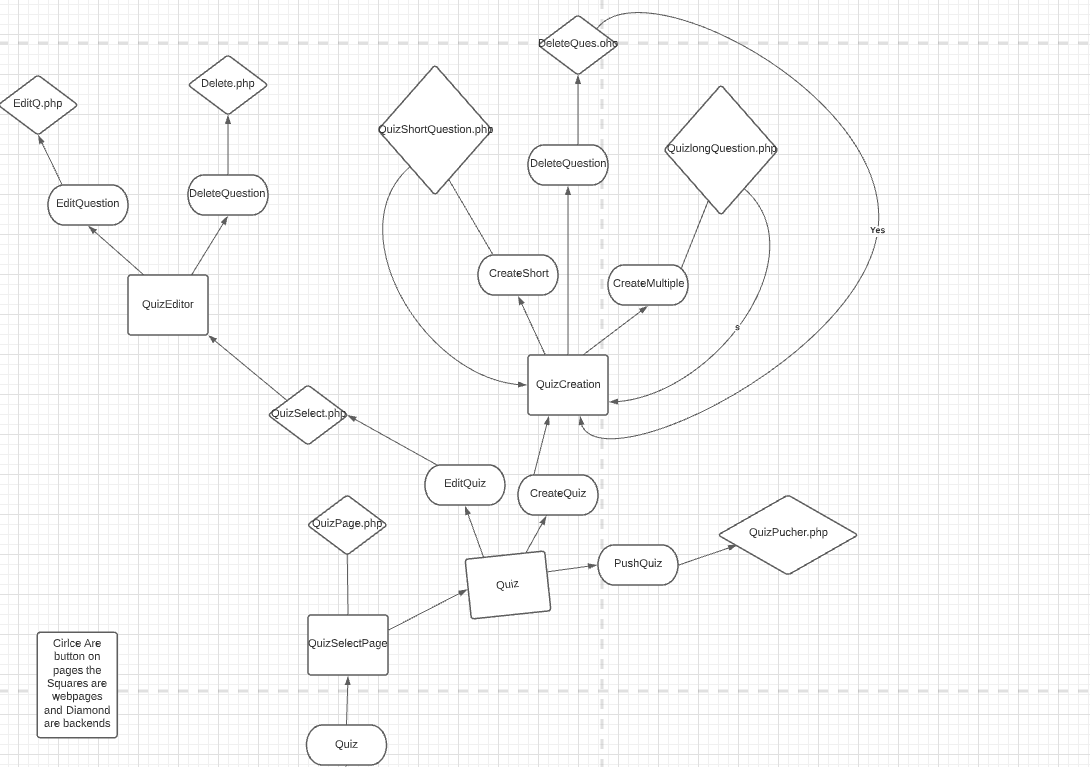 DeleteQues.php
Delete.php
EditQ.php
QuizShortQuestion.php
QuizlongQuestion.php
DeleteQuestion
DeleteQuestion
EditQuestion
Yes
CreateShort
CreateMultiple
QuizEditor
s
QuizCreation
QuizSelect.php
EditQuiz
CreateQuiz
QuizPage.php
QuizPucher.php
PushQuiz
Quiz
QuizSelectPage
Cirlce Are
button on
pages the
Squares are
webpages
and Diamond
are backends
Quiz